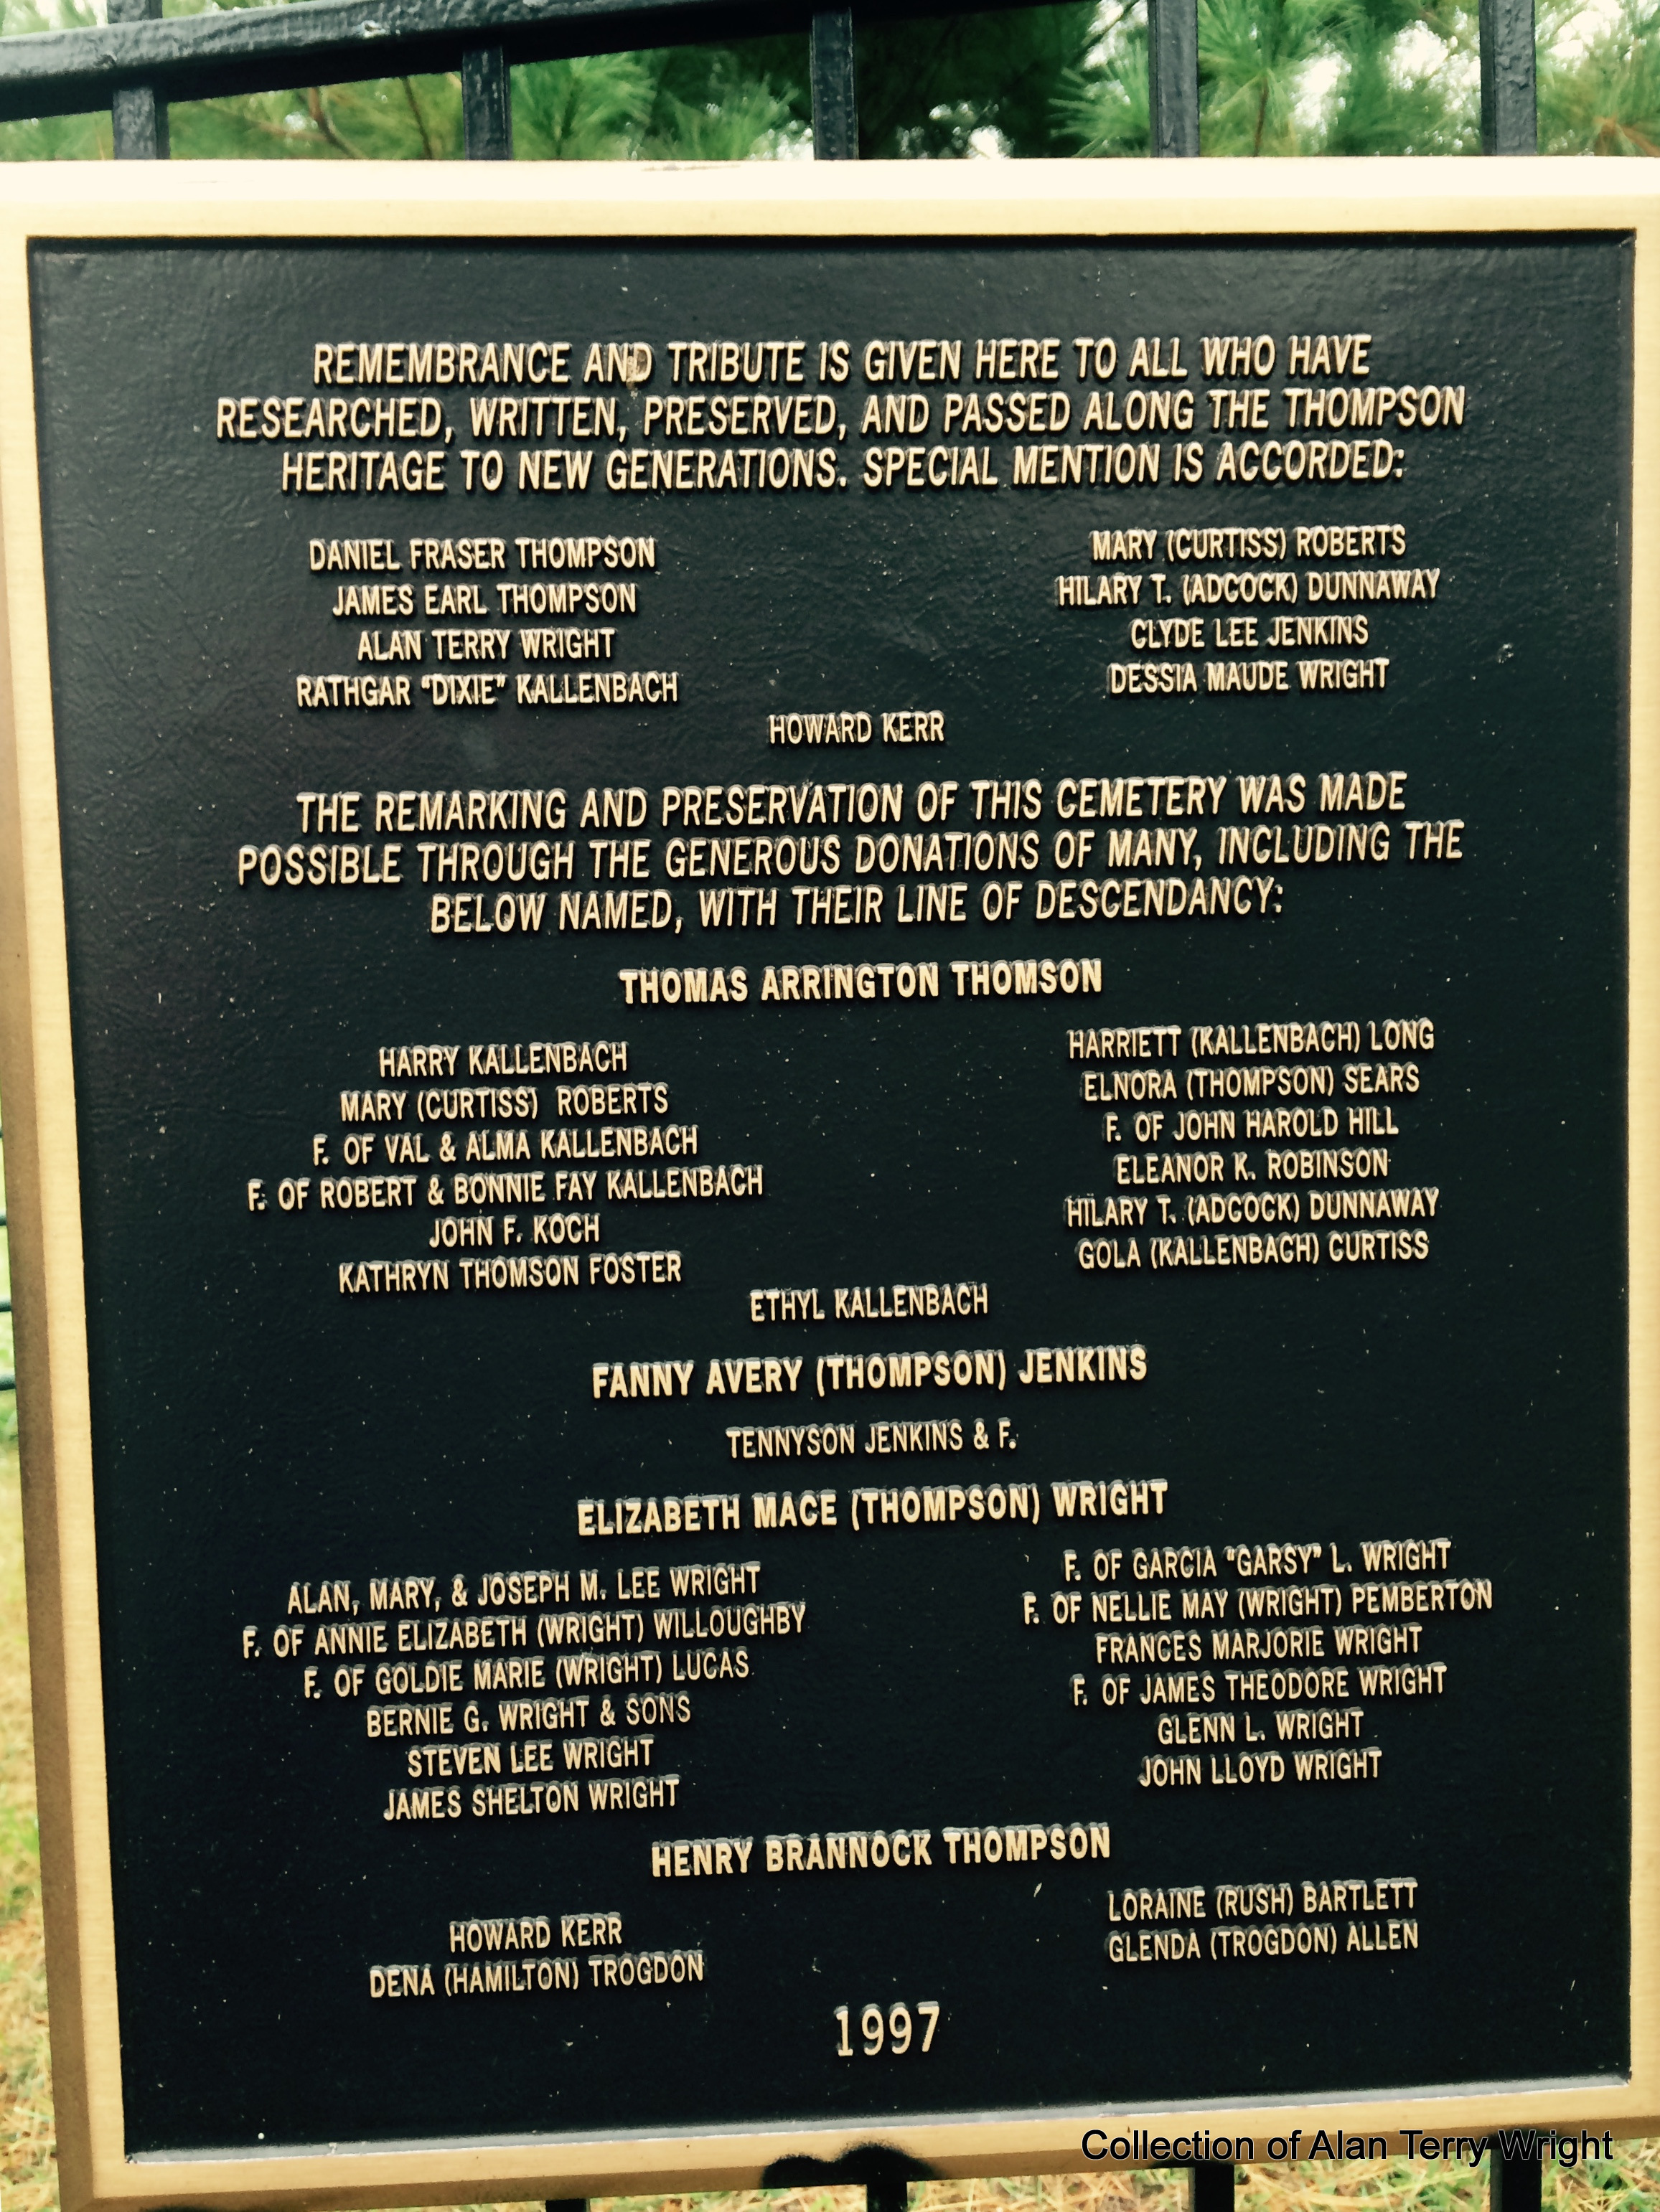 REMEMBRANCE AND TRIBUTE IS GIVEN HERE TO ALL WHO HAVE
RESEARCHED, WRITTEN, PRESERVED, AND PASSED ALONG THE THOMPSON
HERITAGE TO NEW GENERATIONS. SPECIAL MENTION IS ACCORDED:
DANIEL FRASER THOMPSON
JAMES EARL THOMPSON
ALAN TERRY WRIGHT
RATHGAR "DIXIE" KALLENBACH
MARY (CURTISS) ROBERTS
HILARY T. (ADCOCK) DUNNAWAY
CLYDE LEE JENKINS
DESSIA MAUDE WRIGHT
HOWARD KERR
THE REMARKING AND PRESERVATION OF THIS CEMETERY WAS MADE
POSSIBLE THROUGH THE GENEROUS DONATIONS OF MANY, INCLUDING THE
BELOW NAMED, WITH THEIR LINE OF DESCENDANCY:
THOMAS ARRINGTON THOMSON
HARRY KALLENBACH
MARY (CURTISS) ROBERTS
F. OF VAL & ALMA KALLENBACH
F. OF ROBERT & BONNIE FAY KALLENBACH
JOHN F. KOCH
KATHRYN THOMSON FOSTER
HARRIETT (KALLENBACH) LONG
ELNORA (THOMPSON) SEARS
F. OF JOHN HAROLD HILL
ELEANOR K. ROBINSON
HILARY T. (ADCOCK) DUNNAWAY
GOLA (KALLENBACH) CURTISS
ETHYL KALLENBACH
FANNY AVERY (THOMPSON) JENKINS
TENNYSON JENKINS & F.
ELIZABETH MACE (THOMPSON) WRIGHT
ALAN, MARY, & JOSEPH M. LEE WRIGHT
F. OF ANNIE ELIZABETH (WRIGHT) WILLOUGHBY
F. OF GOLDIE MARIE (WRIGHT) LUCAS
BERNIE G. WRIGHT & SONS
STEVEN LEE WRIGHT
JAMES SHELTON WRIGHT
F. OF GARCIA "GARSY" L. WRIGHT
F. OF NELLIE MAY (WRIGHT) PEMBERTON
FRANCES MARJORIE WRIGHT
F. OF JAMES THEODORE WRIGHT
GLENN L. WRIGHT
JOHN LLOYD WRIGHT
HENRY BRANNOCK THOMPSON
HOWARD KERR
DENA (HAMILTON) TROGDON
LORAINE (RUSH) BARTLETT
GLENDA (TROGDON) ALLEN
1997
Collection of Alan Terry Wright